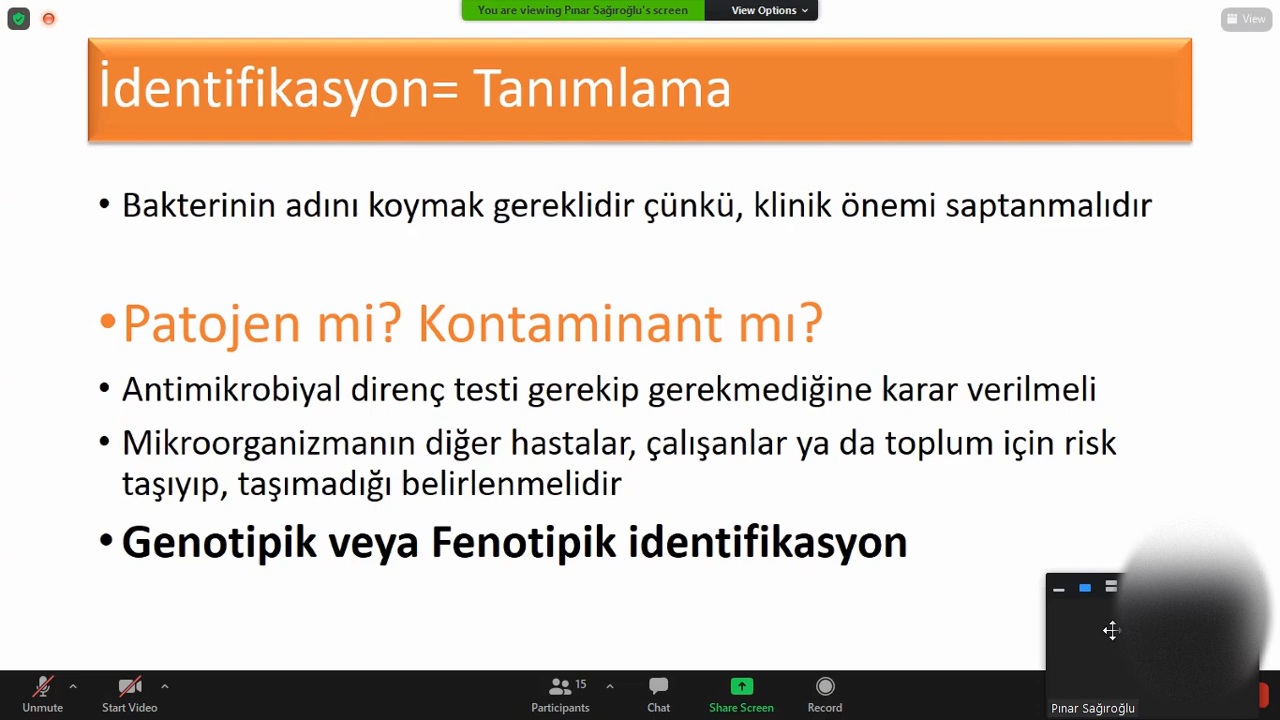 You are viewing Pınar Sağıroğlu's screen
View Options
View
İdentifikasyon= Tanımlama
• Bakterinin adını koymak gereklidir çünkü, klinik önemi saptanmalıdır
• Patojen mi? Kontaminant mı?
• Antimikrobiyal direnç testi gerekip gerekmediğine karar verilmeli
• Mikroorganizmanın diğer hastalar, çalışanlar ya da toplum için risk
taşıyıp, taşımadığı belirlenmelidir
• Genotipik veya Fenotipik identifikasyon
Pınar Sağıroğlu
Unmute
Start Video
15
Participants
Chat
Share Screen
Record